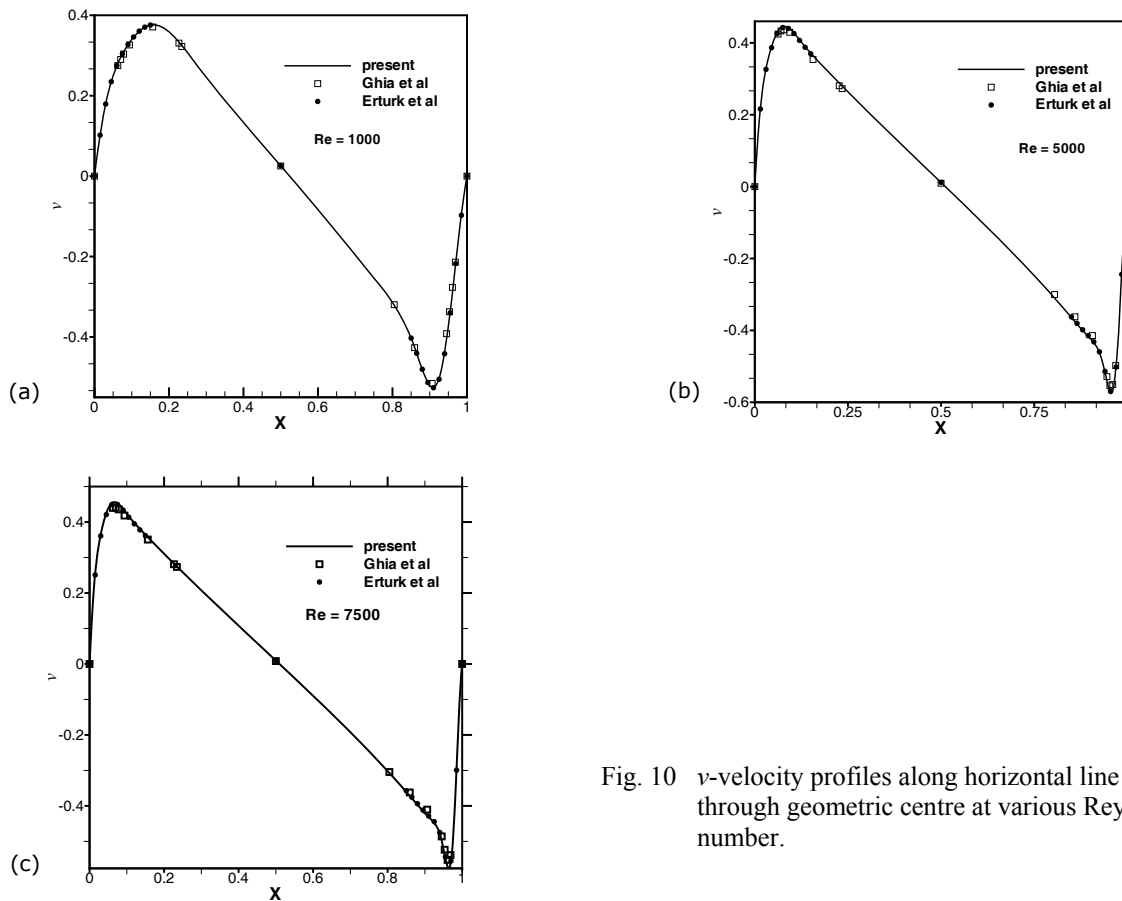 0.4
0.2
0
-0.2
-0.4
v
present
Ghia et al
Erturk et al
Re = 1000
0 0.2 0.4 0.6 0.8 1
X
(a)
0.4
0.2
0
-0.2
-0.4
-0.6
v
present
Ghia et al
Erturk et al
Re = 5000
0 0.25 0.5 0.75
X
(b)
0.4
0.2
0
-0.2
-0.4
v
present
Ghia et al
Erturk et al
Re = 7500
0 0.2 0.4 0.6 0.8 1
X
(c)
Fig. 10 v-velocity profiles along horizontal line
through geometric centre at various Rey
number.